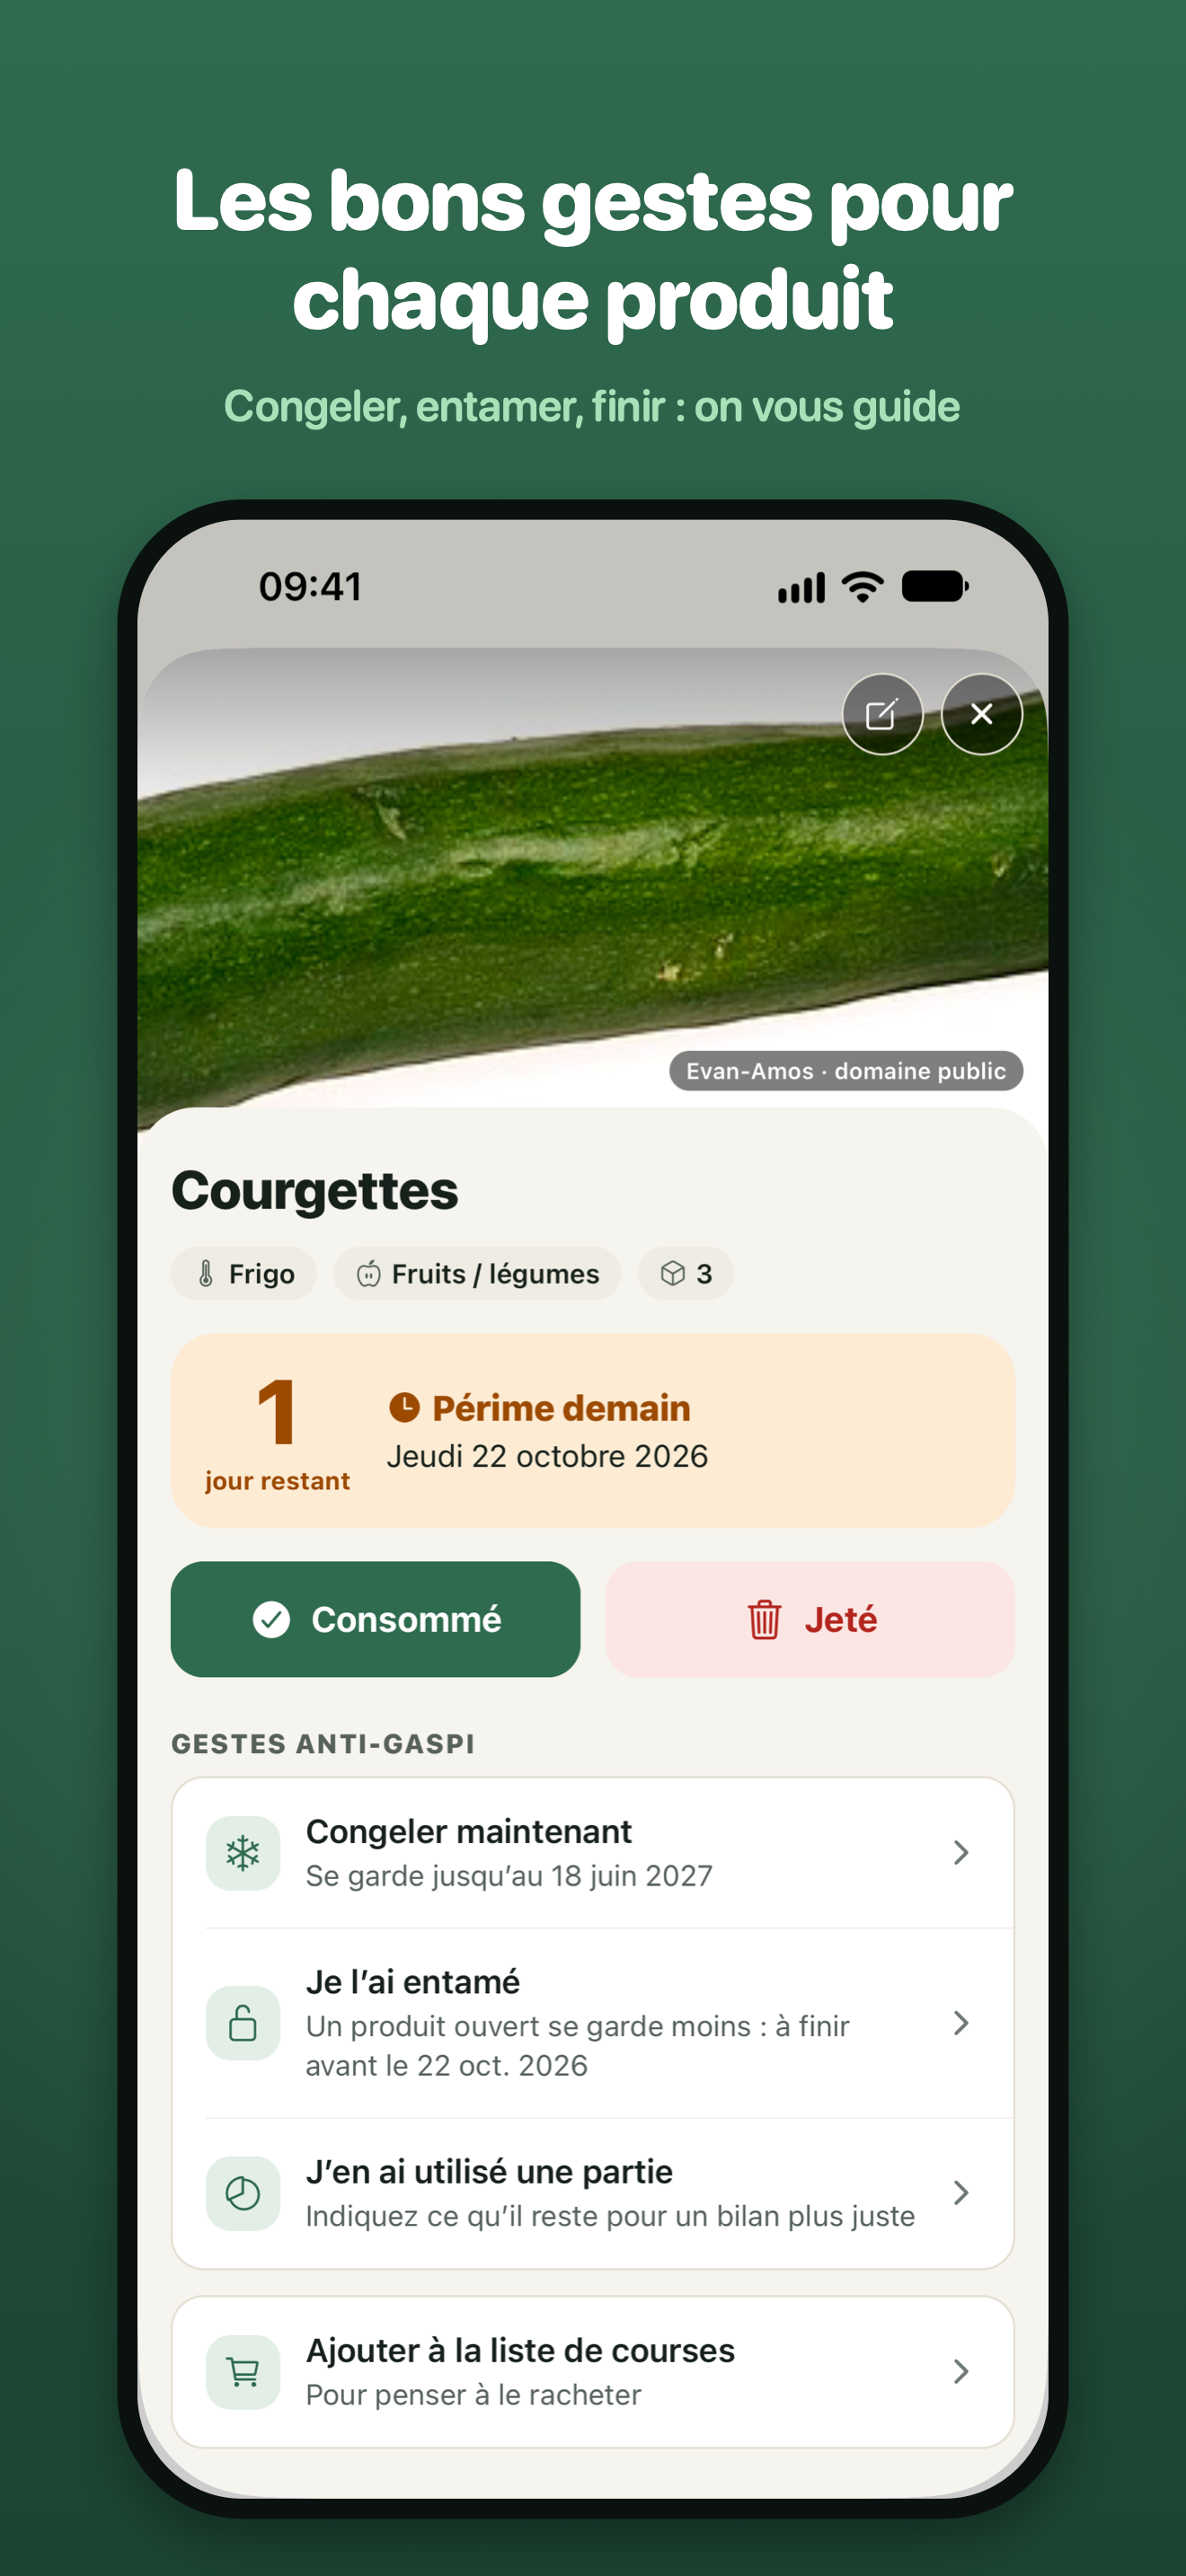 Les bons gestes pour
chaque produit
Congeler, entamer, finir : on vous guide
09:41
Evan-Amos · domaine public
Courgettes
Frigo
Fruits / légumes
3
1
jour restant
Périme demain
Jeudi 22 octobre 2026
Consommé
Jeté
GESTES ANTI-GASPI
Congeler maintenant
Se garde jusqu’au 18 juin 2027
Je l’ai entamé
Un produit ouvert se garde moins : à finir
avant le 22 oct. 2026
J’en ai utilisé une partie
Indiquez ce qu’il reste pour un bilan plus juste
Ajouter à la liste de courses
Pour penser à le racheter